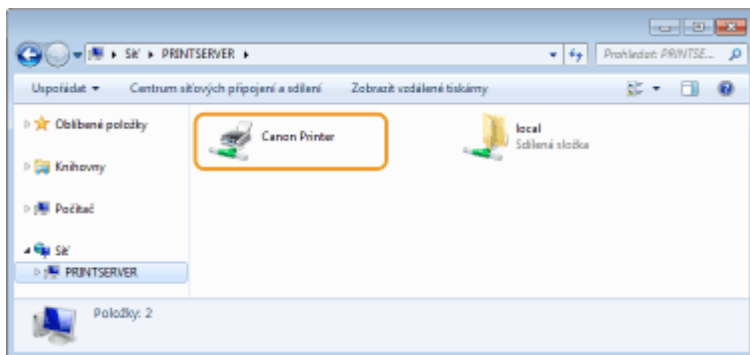 Síť ▸ PRINTSERVER ▸
Prohledat: PRINTSE...
Uspořádat
Centrum síťových připojení a sdílení
Zobrazit vzdálené tiskárny
Oblíbené položky
Canon Printer
local
Sdílená složka
Knihovny
Počítač
Síť
PRINTSERVER
Položky: 2